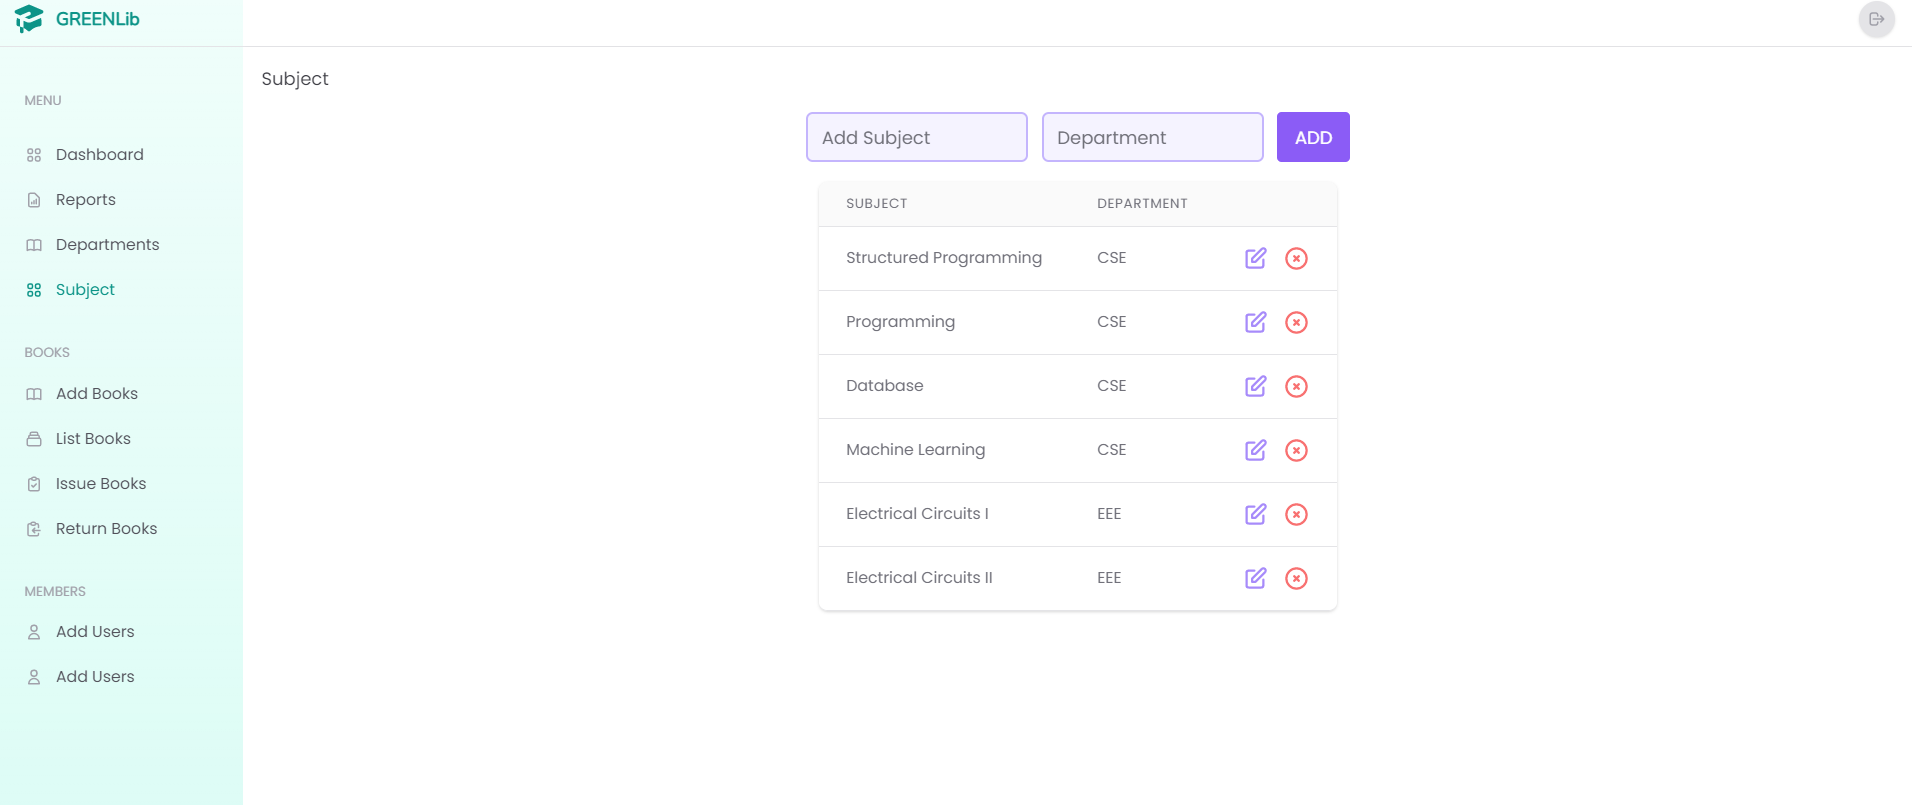 GREENLib
MENU
Dashboard
Reports
Departments
Subject
BOOKS
Add Books
List Books
Issue Books
Return Books
MEMBERS
Add Users
Add Users
Subject
Add Subject Department ADD
SUBJECT DEPARTMENT
Structured Programming CSE
Programming CSE
Database CSE
Machine Learning CSE
Electrical Circuits I EEE
Electrical Circuits II EEE